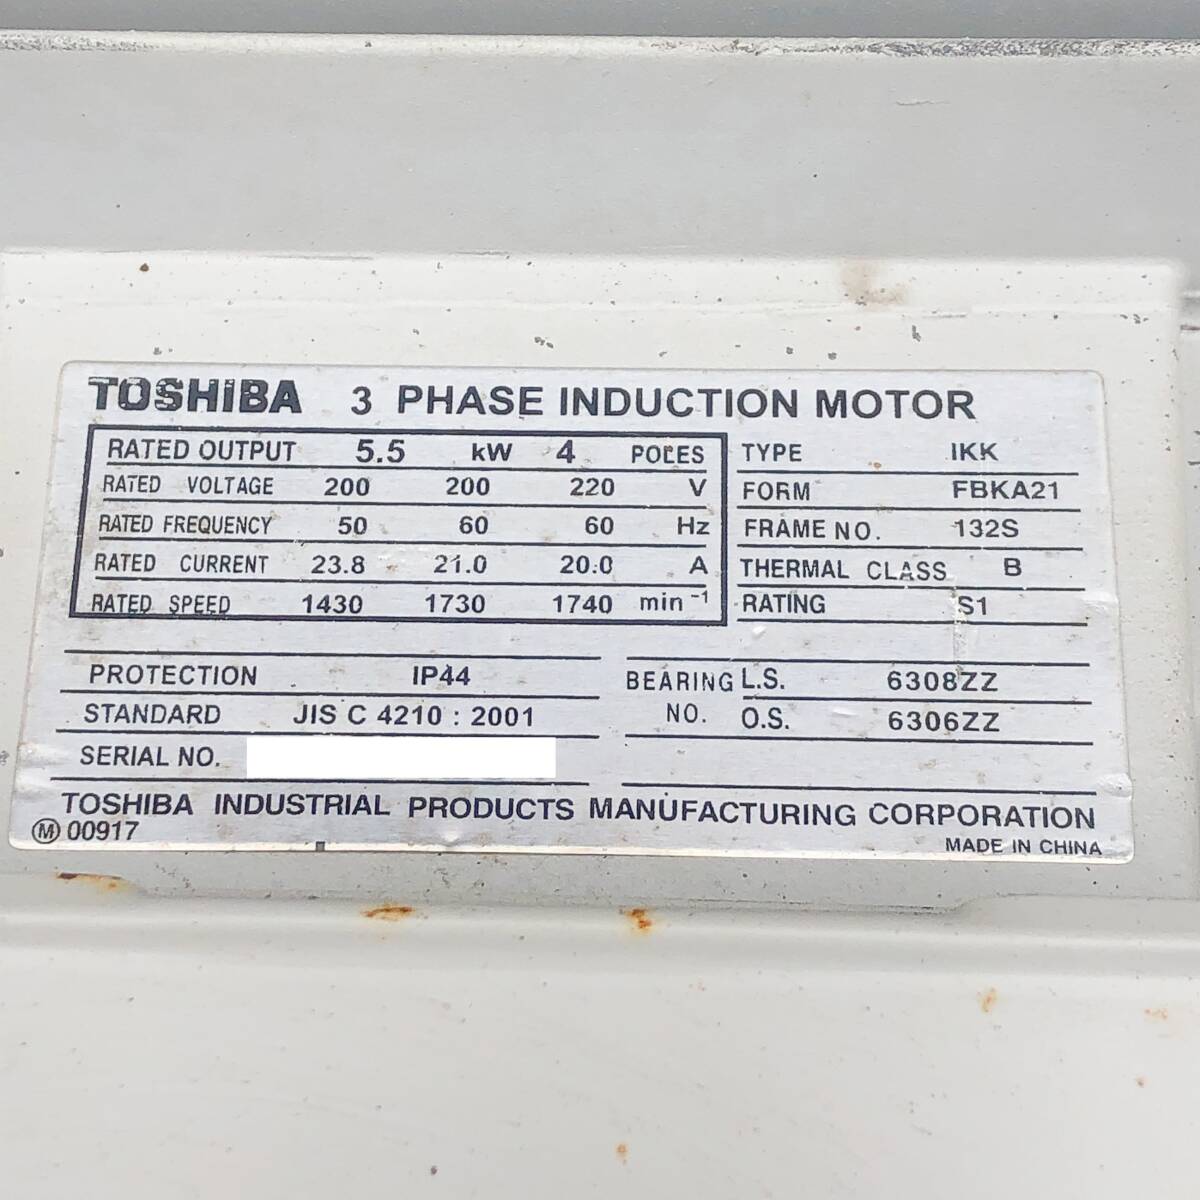 TOSHIBA 3 PHASE INDUCTION MOTOR
RATED OUTPUT 5.5 kW 4 POLES
RATED VOLTAGE 200 200 220 V
RATED FREQUENCY 50 60 60 Hz
RATED CURRENT 23.8 21.0 20.0 A
RATED SPEED 1430 1730 1740 min⁻¹
TYPE IKK
FORM FBKA21
FRAME NO. 132S
THERMAL CLASS B
RATING S1
PROTECTION IP44
STANDARD JIS C 4210 : 2001
SERIAL NO.
BEARING L.S. 6308ZZ
NO. O.S. 6306ZZ
TOSHIBA INDUSTRIAL PRODUCTS MANUFACTURING CORPORATION
Ⓜ 00917
MADE IN CHINA